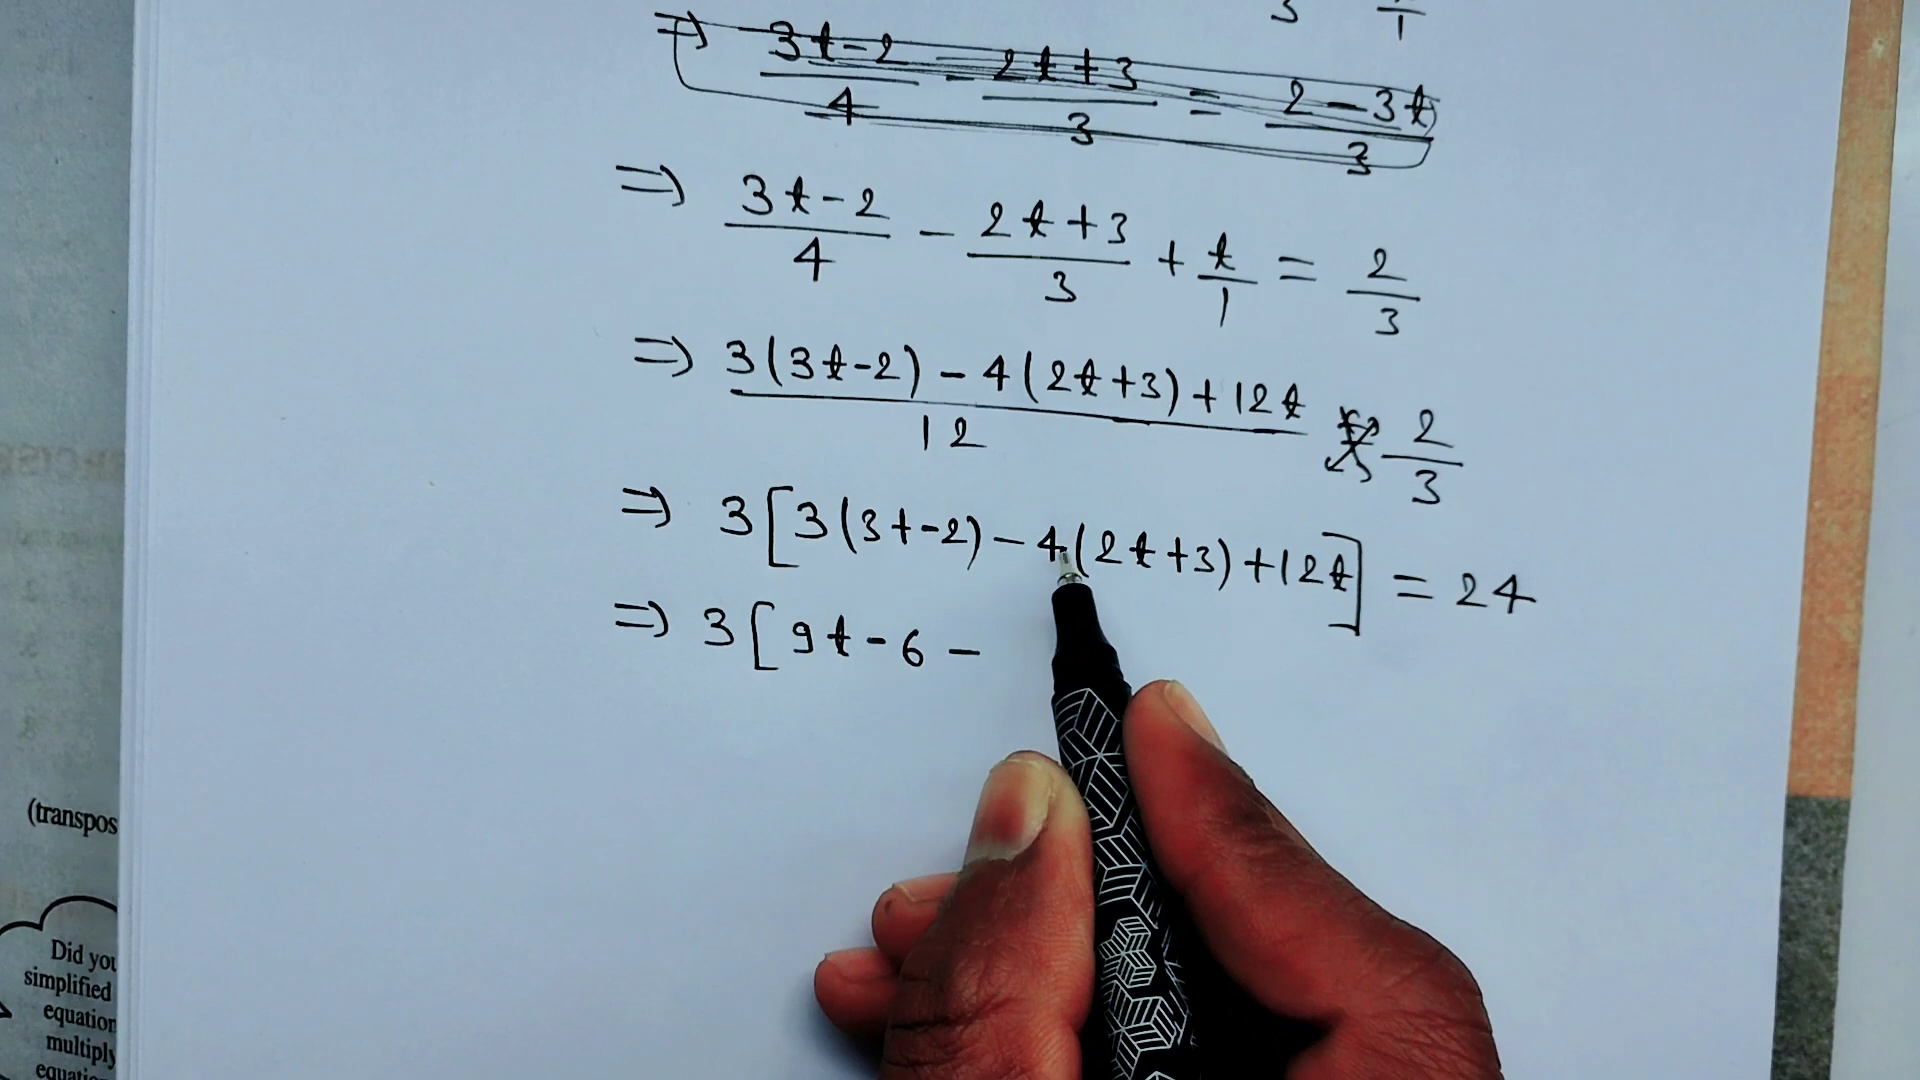 3
1
⇒ 3t-2/4 - 2t+3/3 = 2-3t/3
⇒ 3t-2/4 - 2t+3/3 + t/1 = 2/3
⇒ 3(3t-2) - 4(2t+3) + 12t/12 2/3
⇒ 3[3(3t-2) - 4(2t+3) + 12t] = 24
⇒ 3[9t-6-
(transpos
Did you
simplified
equation
multiply